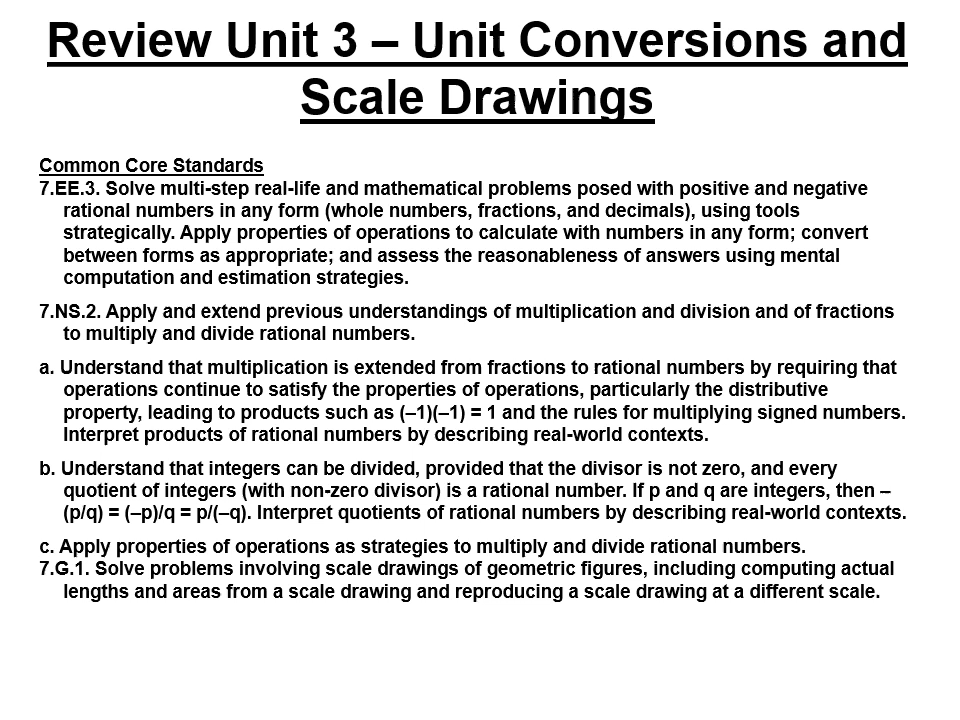 Review Unit 3 – Unit Conversions and
Scale Drawings
Common Core Standards
7.EE.3. Solve multi-step real-life and mathematical problems posed with positive and negative
rational numbers in any form (whole numbers, fractions, and decimals), using tools
strategically. Apply properties of operations to calculate with numbers in any form; convert
between forms as appropriate; and assess the reasonableness of answers using mental
computation and estimation strategies.
7.NS.2. Apply and extend previous understandings of multiplication and division and of fractions
to multiply and divide rational numbers.
a. Understand that multiplication is extended from fractions to rational numbers by requiring that
operations continue to satisfy the properties of operations, particularly the distributive
property, leading to products such as (–1)(–1) = 1 and the rules for multiplying signed numbers.
Interpret products of rational numbers by describing real-world contexts.
b. Understand that integers can be divided, provided that the divisor is not zero, and every
quotient of integers (with non-zero divisor) is a rational number. If p and q are integers, then –
(p/q) = (–p)/q = p/(–q). Interpret quotients of rational numbers by describing real-world contexts.
c. Apply properties of operations as strategies to multiply and divide rational numbers.
7.G.1. Solve problems involving scale drawings of geometric figures, including computing actual
lengths and areas from a scale drawing and reproducing a scale drawing at a different scale.